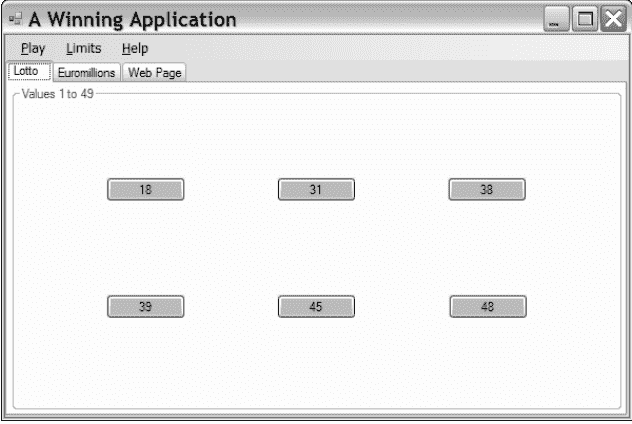 A Winning Application
Play Limits Help
Lotto Euromillions Web Page
Values 1 to 49
18 31 38
39 45 48